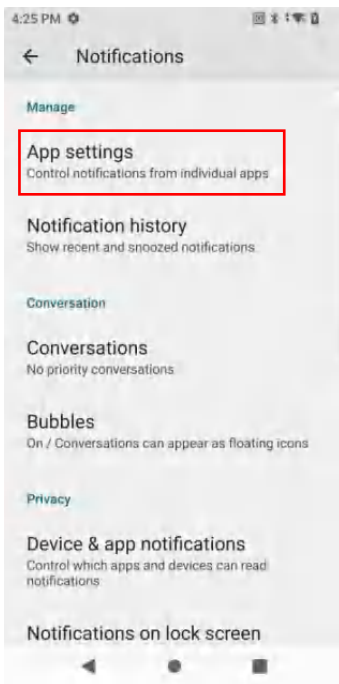 4:25 PM
Notifications
Manage
App settings
Control notifications from individual apps
Notification history
Show recent and snoozed notifications
Conversation
Conversations
No priority conversations
Bubbles
On / Conversations can appear as floating icons
Privacy
Device & app notifications
Control which apps and devices can read
notifications
Notifications on lock screen